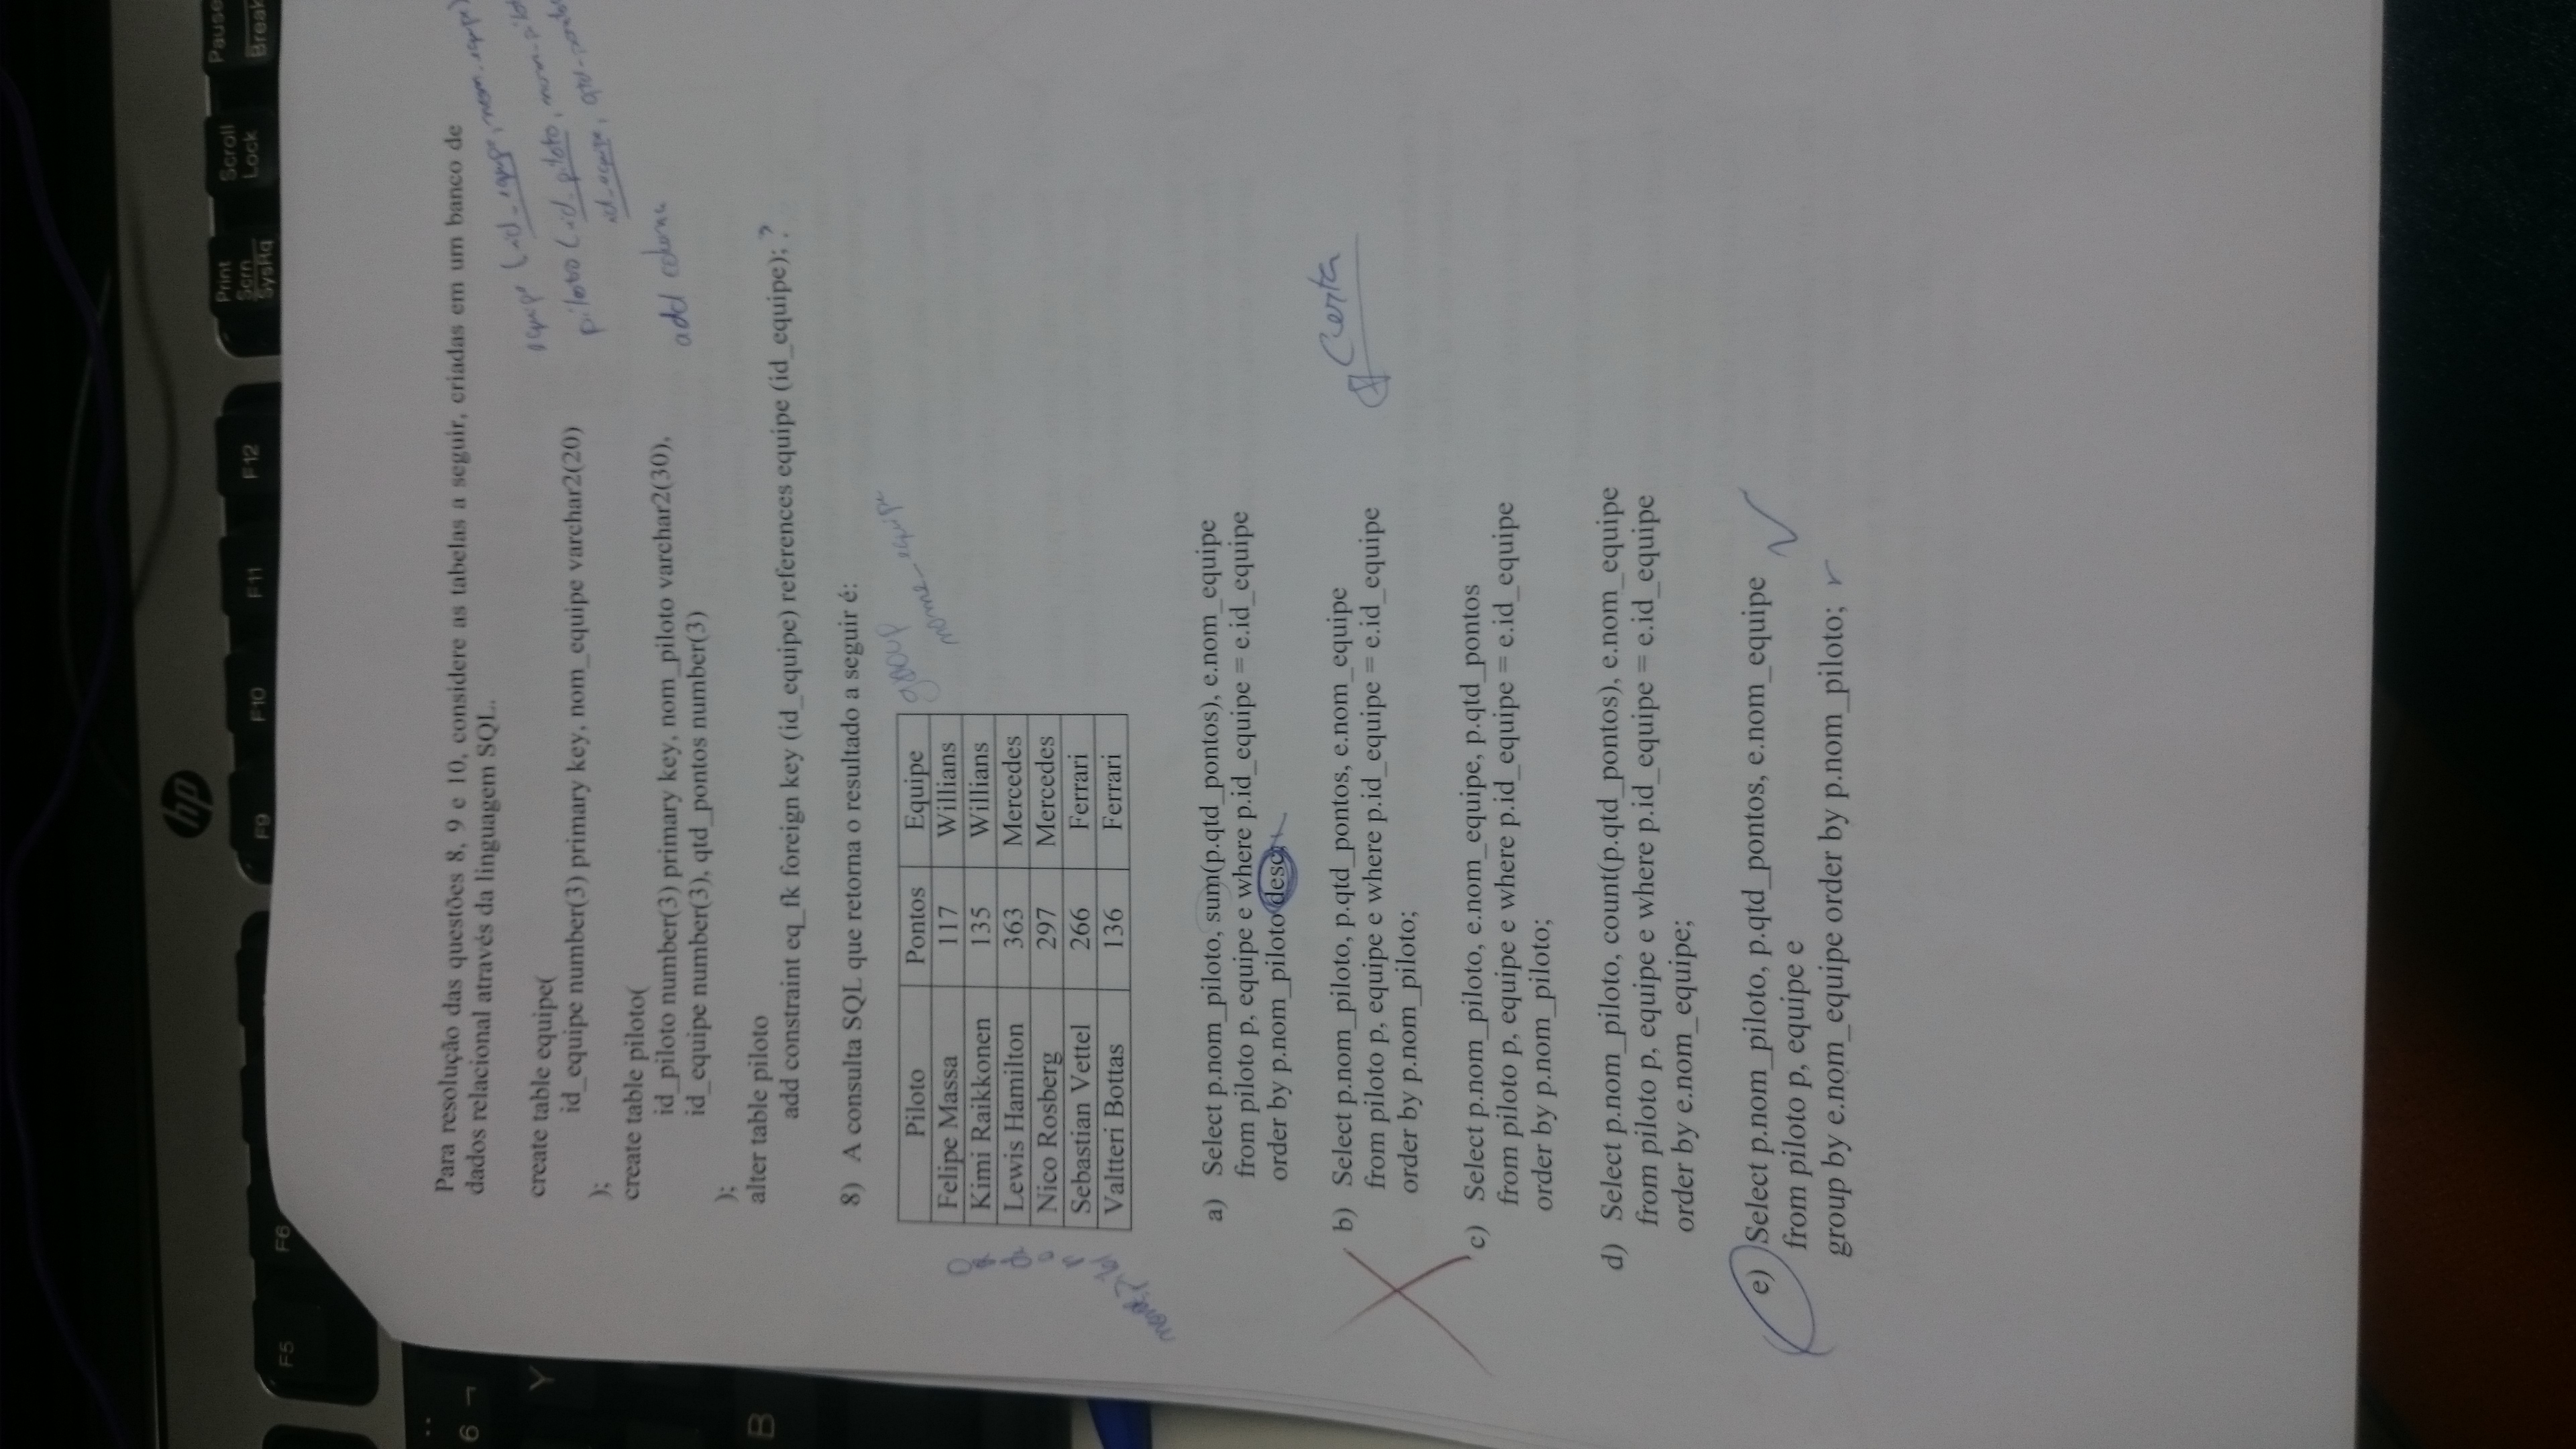 hp
F5
F6
F9
F10
F11
F12
Print
Scrn
SysRq
Scroll
Lock
Pause
Break
6 ¬
Y
B
Para resolução das questões 8, 9 e 10, considere as tabelas a seguir, criadas em um banco de
dados relacional através da linguagem SQL.
equipe (id_equipe, nom_equipe)
create table equipe(
id_equipe number(3) primary key, nom_equipe varchar2(20)
);
piloto (id_piloto,
id_equipe,
create table piloto(
id_piloto number(3) primary key, nom_piloto varchar2(30),
id_equipe number(3), qtd_pontos number(3)
);
add column
alter table piloto
add constraint eq_fk foreign key (id_equipe) references equipe (id_equipe); ?
8) A consulta SQL que retorna o resultado a seguir é:
group
nome_equipe
Piloto Pontos Equipe
Felipe Massa 117 Willians
Kimi Raikkonen 135 Willians
Lewis Hamilton 363 Mercedes
Nico Rosberg 297 Mercedes
Sebastian Vettel 266 Ferrari
Valtteri Bottas 136 Ferrari
a) Select p.nom_piloto, sum(p.qtd_pontos), e.nom_equipe
from piloto p, equipe e where p.id_equipe = e.id_equipe
order by p.nom_piloto desc;
b) Select p.nom_piloto, p.qtd_pontos, e.nom_equipe
from piloto p, equipe e where p.id_equipe = e.id_equipe
order by p.nom_piloto;
Certa
c) Select p.nom_piloto, e.nom_equipe, p.qtd_pontos
from piloto p, equipe e where p.id_equipe = e.id_equipe
order by p.nom_piloto;
d) Select p.nom_piloto, count(p.qtd_pontos), e.nom_equipe
from piloto p, equipe e where p.id_equipe = e.id_equipe
order by e.nom_equipe;
e) Select p.nom_piloto, p.qtd_pontos, e.nom_equipe
from piloto p, equipe e
group by e.nom_equipe order by p.nom_piloto;